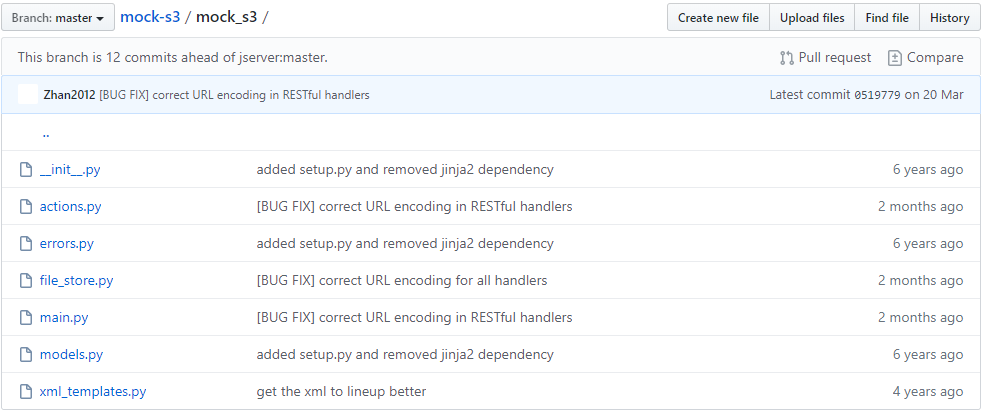 Branch: master mock-s3 / mock_s3 / Create new file Upload files Find file History
This branch is 12 commits ahead of jserver:master. Pull request Compare
Zhan2012 [BUG FIX] correct URL encoding in RESTful handlers Latest commit 0519779 on 20 Mar
..
__init__.py added setup.py and removed jinja2 dependency 6 years ago
actions.py [BUG FIX] correct URL encoding in RESTful handlers 2 months ago
errors.py added setup.py and removed jinja2 dependency 6 years ago
file_store.py [BUG FIX] correct URL encoding for all handlers 2 months ago
main.py [BUG FIX] correct URL encoding in RESTful handlers 2 months ago
models.py added setup.py and removed jinja2 dependency 6 years ago
xml_templates.py get the xml to lineup better 4 years ago